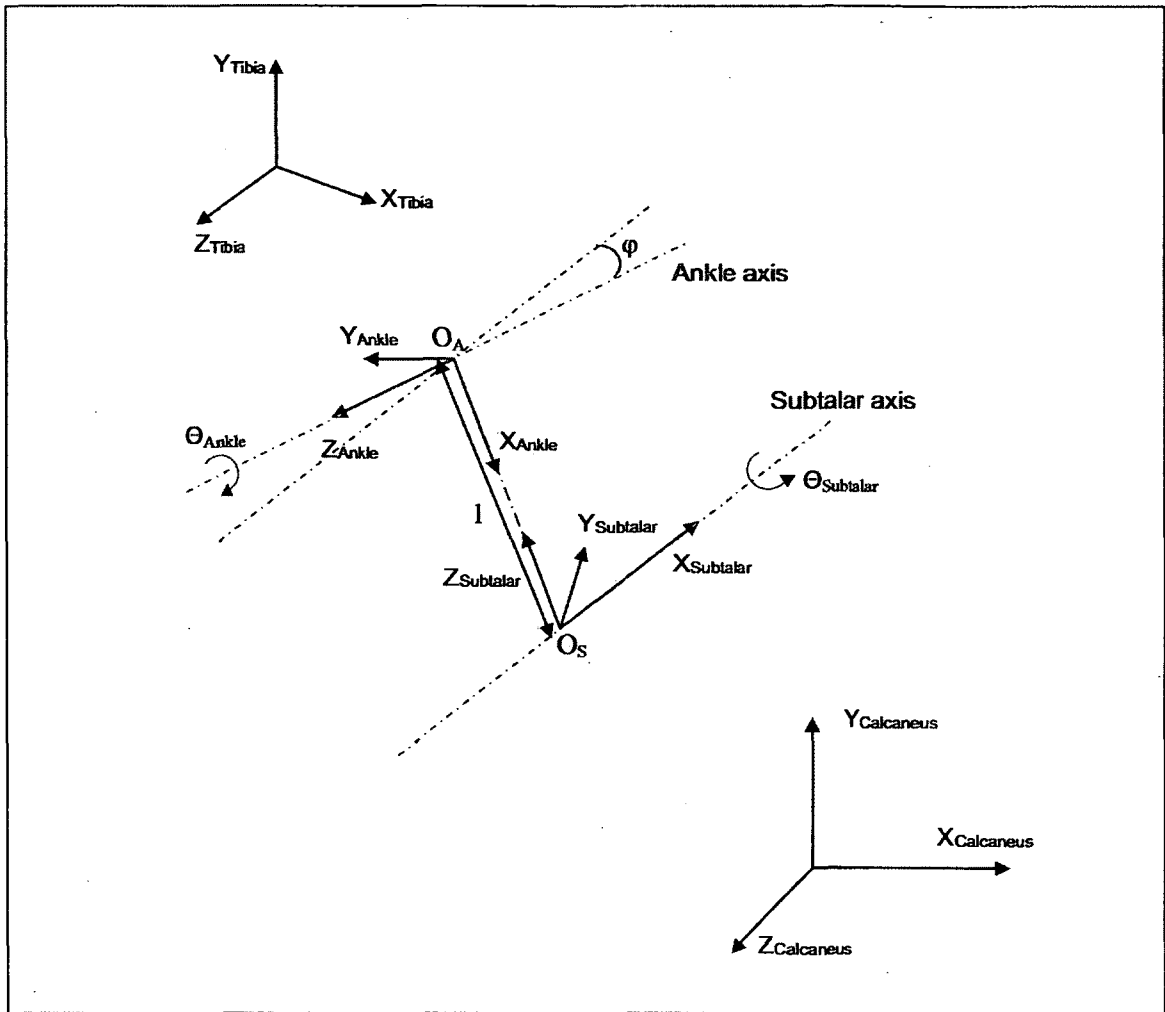 YTibia
XTibia
ZTibia
φ
Ankle axis
YAnkle
OA
Subtalar axis
ΘAnkle
ZAnkle
XAnkle
ΘSubtalar
l
YSubtalar
XSubtalar
ZSubtalar
OS
YCalcaneus
XCalcaneus
ZCalcaneus